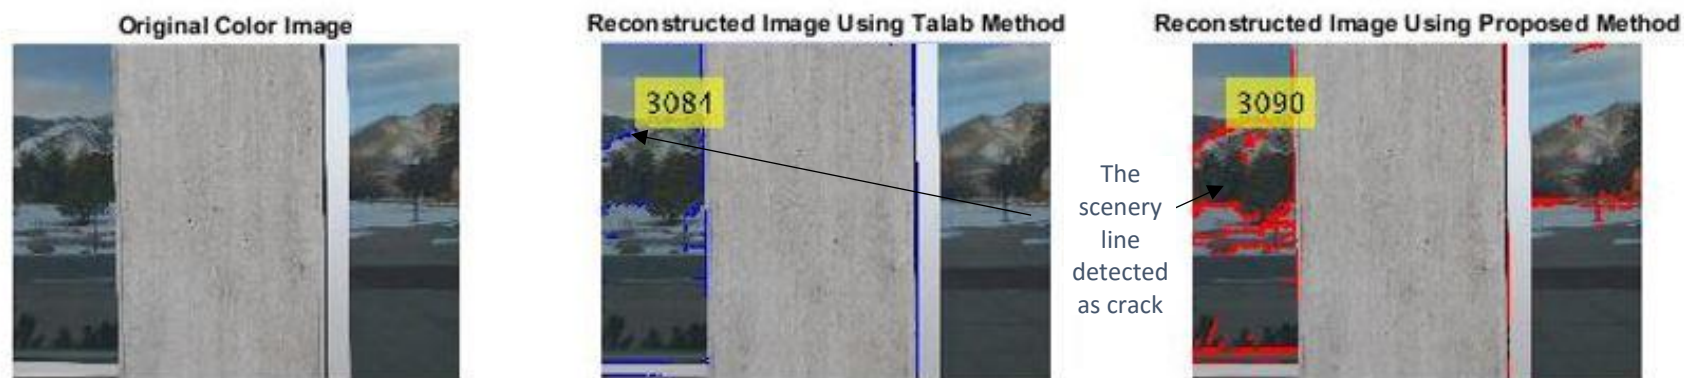 Original Color Image
Reconstructed Image Using Talab Method
Reconstructed Image Using Proposed Method
3081
3090
The
scenery
line
detected
as crack